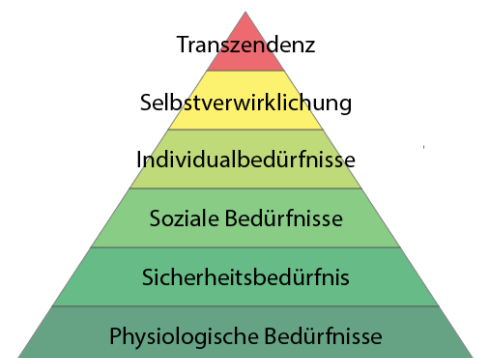 Transzendenz
Selbstverwirklichung
Individualbedürfnisse
Soziale Bedürfnisse
Sicherheitsbedürfnis
Physiologische Bedürfnisse